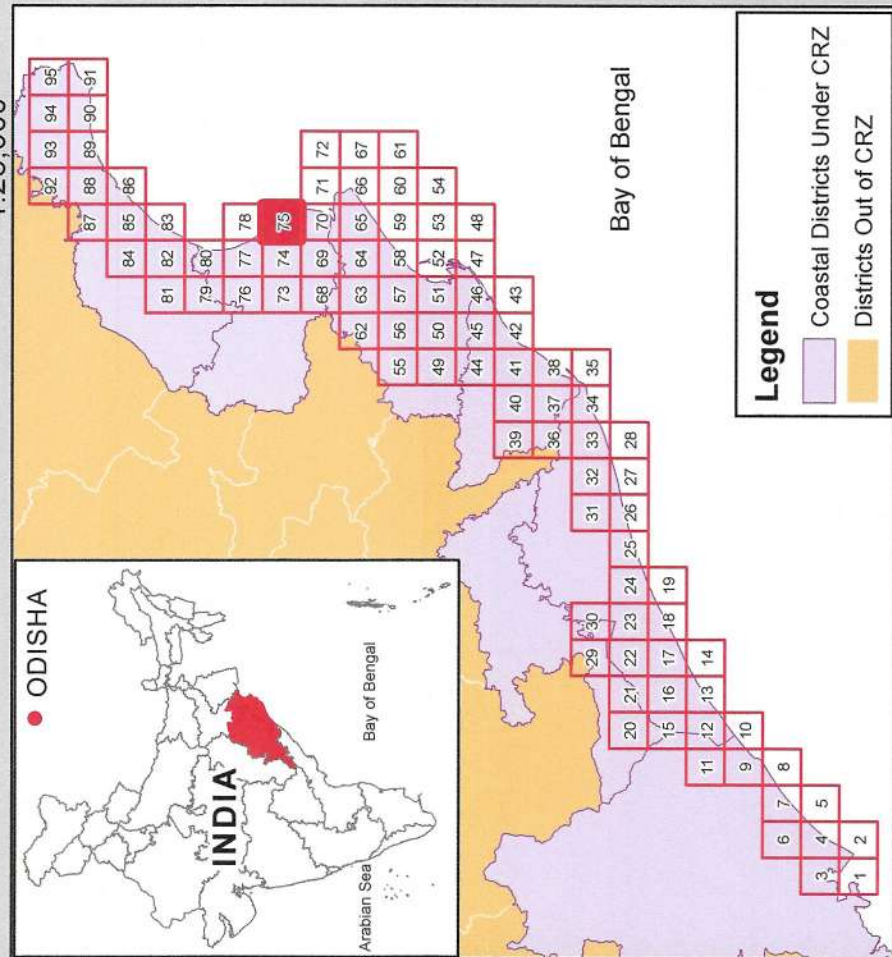 1:25,000
ODISHA
INDIA
Arabian Sea
Bay of Bengal
92 93 94 95
87 88 89 90 91
84 85 86
81 82 83
79 80
76 77 78
73 74 75
68 69 70 71 72
62 63 64 65 66 67
55 56 57 58 59 60 61
49 50 51 52 53 54
44 45 46 47 48
39 40 41 42 43
36 37 38
29 30 31 32 33 34 35
20 21 22 23 24 25 26 27 28
15 16 17 18 19
11 12 13 14
9 10
6 7 8
3 4 5
1 2
Bay of Bengal
Legend
Coastal Districts Under CRZ
Districts Out of CRZ